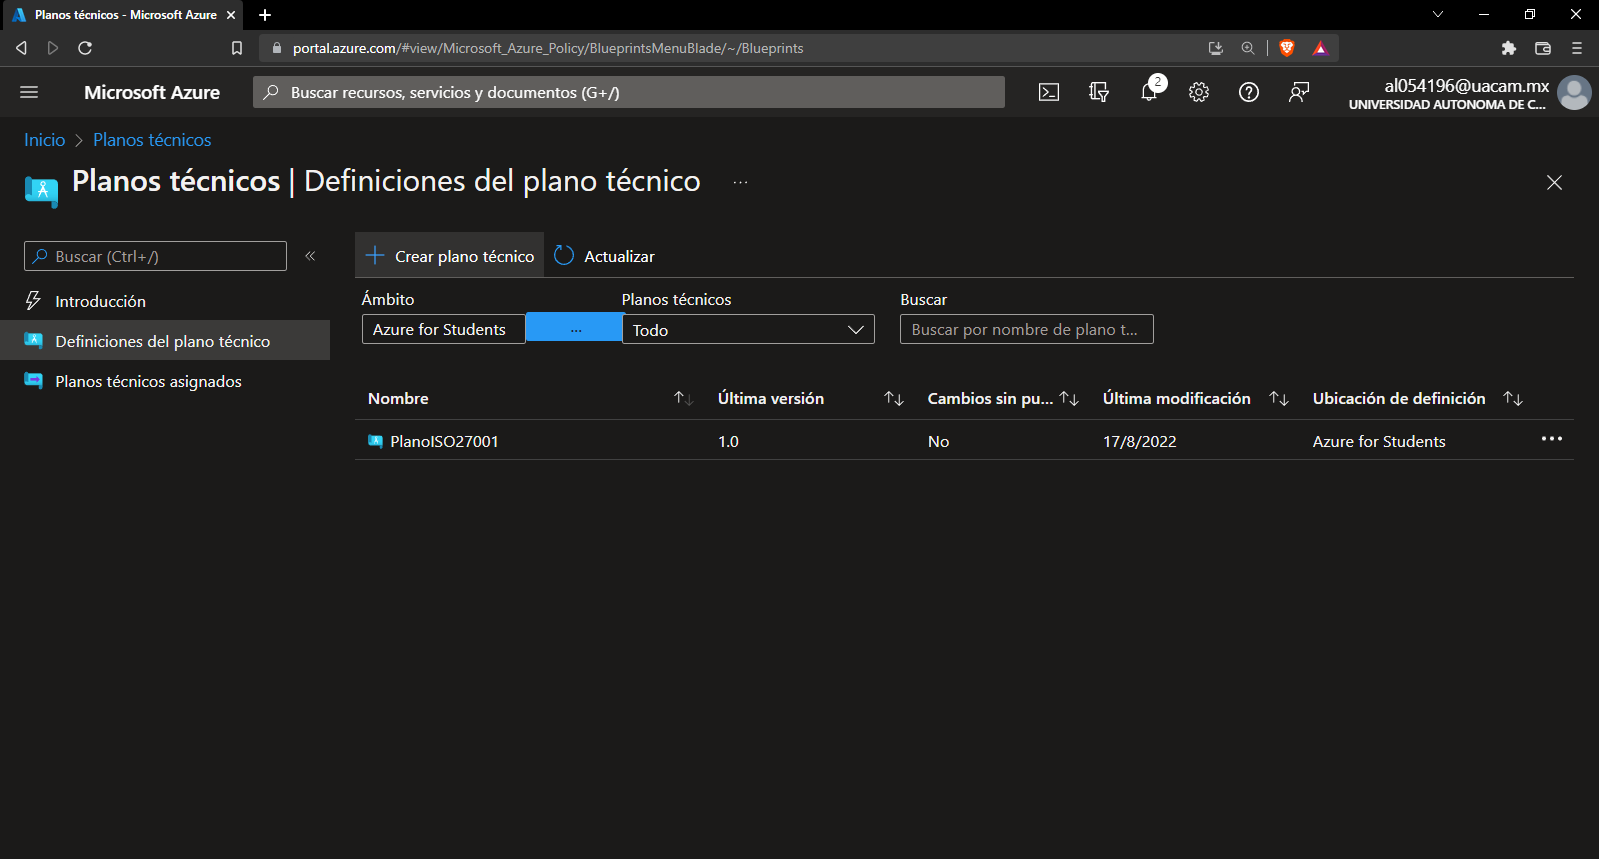 Planos técnicos - Microsoft Azure
portal.azure.com/#view/Microsoft_Azure_Policy/BlueprintsMenuBlade/~/Blueprints
Microsoft Azure
Buscar recursos, servicios y documentos (G+/)
2
al054196@uacam.mx
UNIVERSIDAD AUTONOMA DE C...
Inicio > Planos técnicos
Planos técnicos | Definiciones del plano técnico ...
Buscar (Ctrl+/) «
Introducción
Definiciones del plano técnico
Planos técnicos asignados
Crear plano técnico Actualizar
Ámbito Planos técnicos Buscar
Azure for Students ... Todo Buscar por nombre de plano t...
Nombre Última versión Cambios sin pu... Última modificación Ubicación de definición
PlanoISO27001 1.0 No 17/8/2022 Azure for Students ...